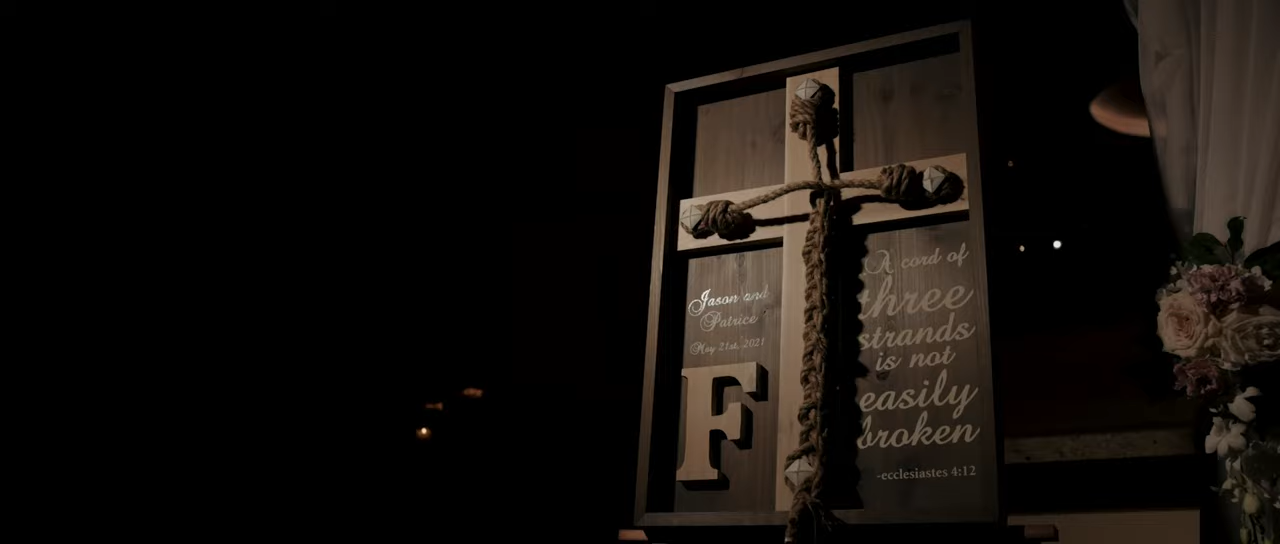 Jason and
Patrice
May 21st, 2021
F
A cord of
three
strands
is not
easily
broken
-ecclesiastes 4:12